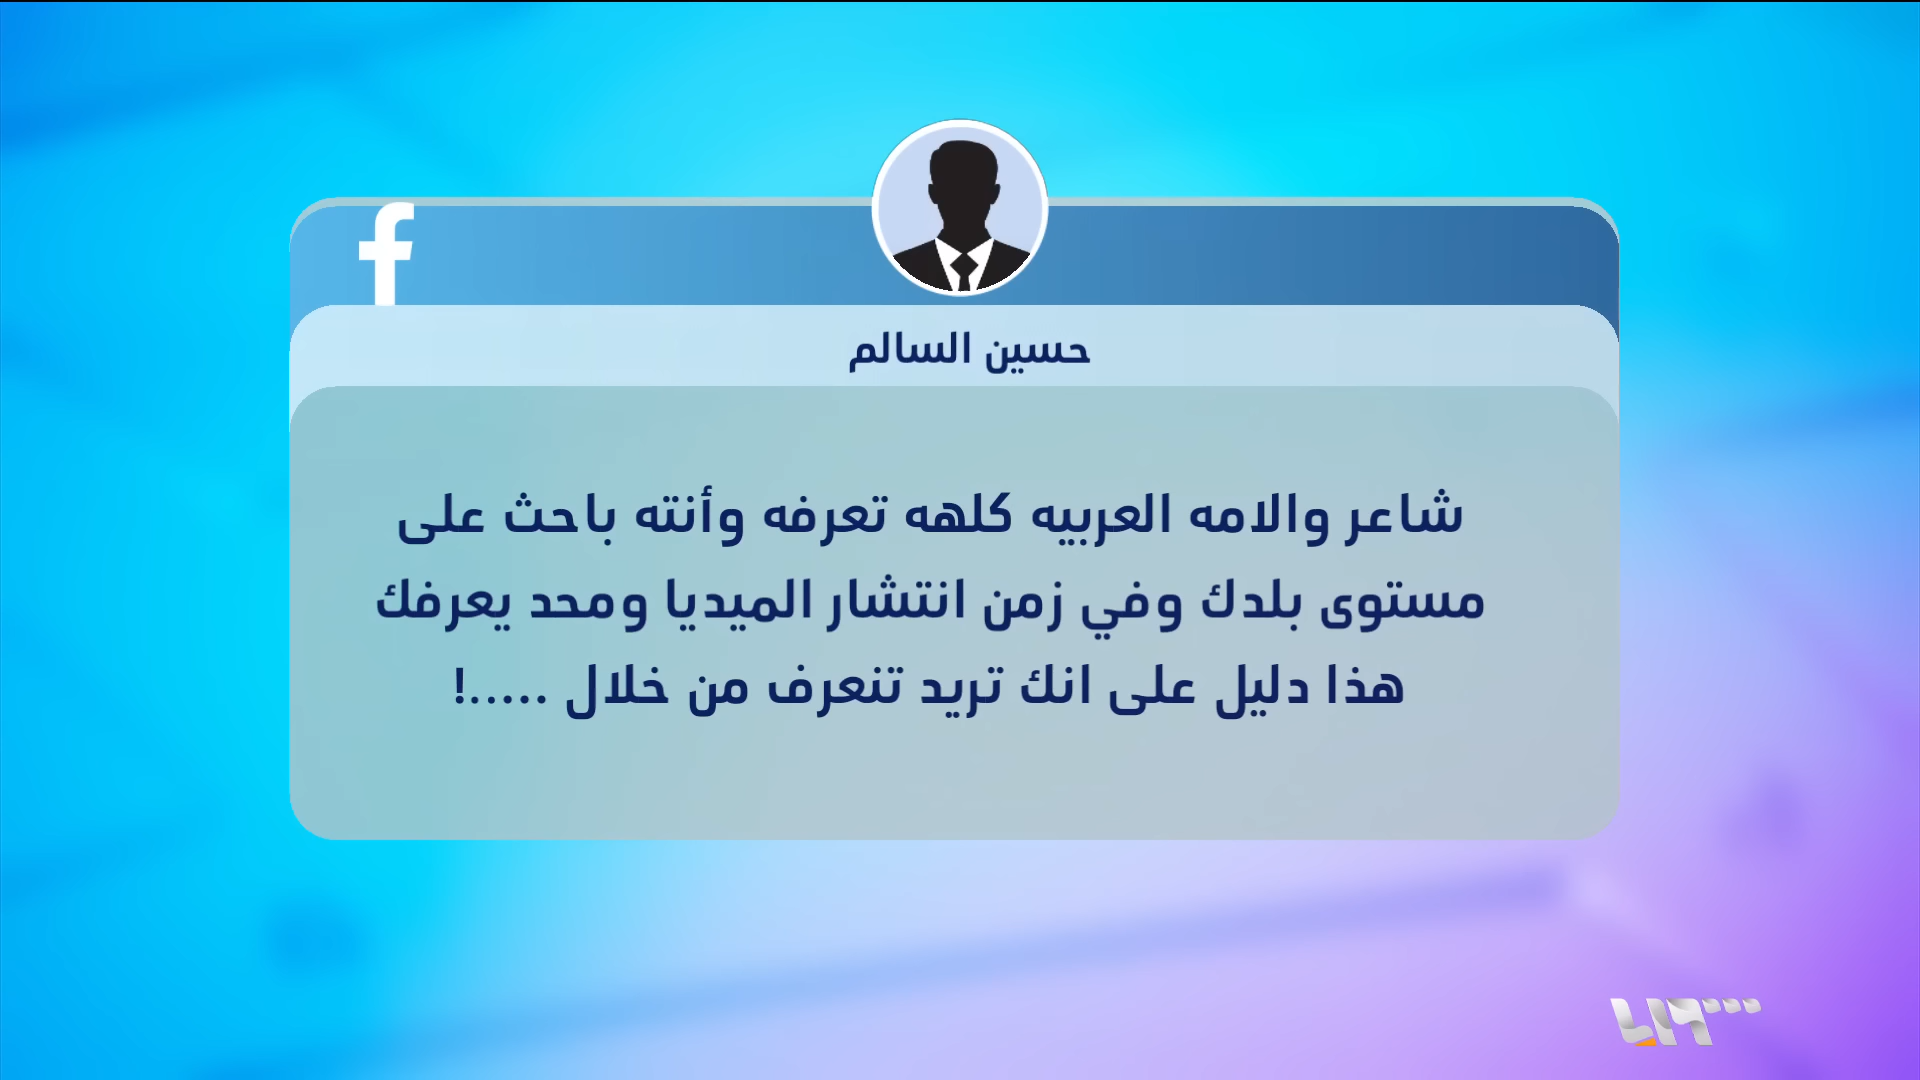 حسين السالم
شاعر والامه العربيه كلهه تعرفه وأنته باحث على
مستوى بلدك وفي زمن انتشار الميديا ومحد يعرفك
هذا دليل على انك تريد تنعرف من خلال .....!